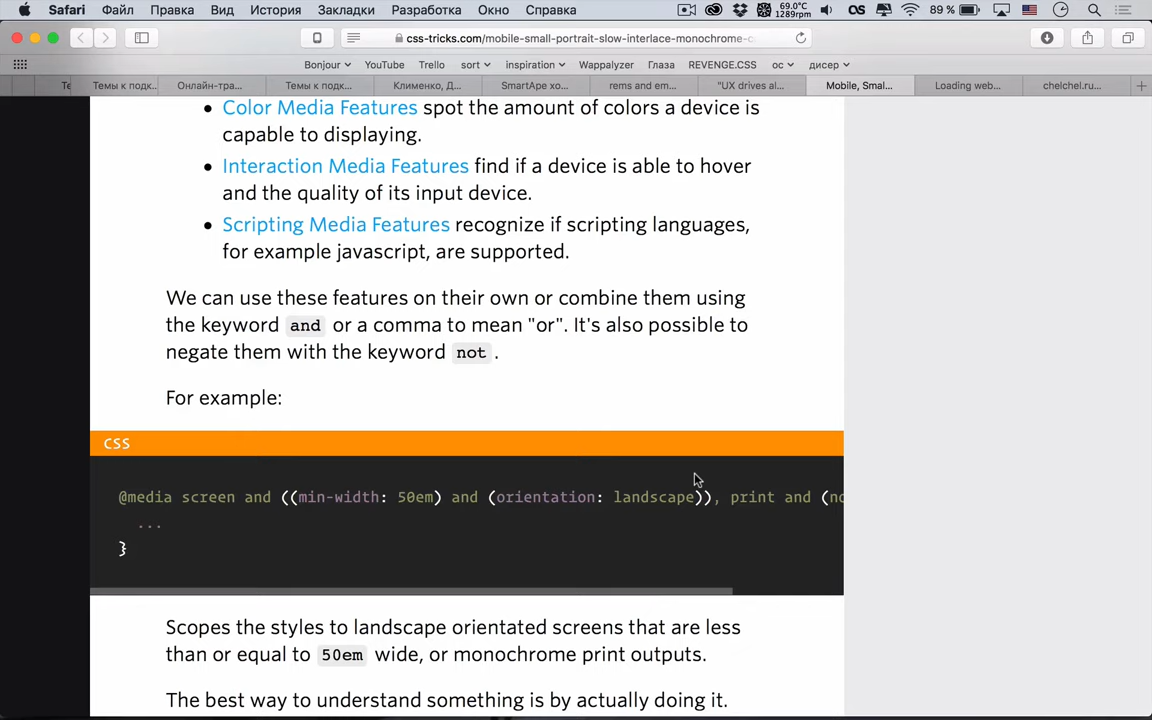 Safari Файл Правка Вид История Закладки Разработка Окно Справка 69.0°C 1289rpm 89 %
css-tricks.com/mobile-small-portrait-slow-interlace-monochrome-c
Bonjour YouTube Trello sort inspiration Wappalyzer Глаза REVENGE.CSS ос дисер
Те Темы к подк... Онлайн-тра... Темы к подк... Клименко, Д... SmartApe хо... rems and em... "UX drives al... Mobile, Smal... Loading web... chelchel.ru...
• Color Media Features spot the amount of colors a device is
capable to displaying.
• Interaction Media Features find if a device is able to hover
and the quality of its input device.
• Scripting Media Features recognize if scripting languages,
for example javascript, are supported.
We can use these features on their own or combine them using
the keyword and or a comma to mean "or". It's also possible to
negate them with the keyword not .
For example:
CSS
@media screen and ((min-width: 50em) and (orientation: landscape)), print and (no
...
}
Scopes the styles to landscape orientated screens that are less
than or equal to 50em wide, or monochrome print outputs.
The best way to understand something is by actually doing it.